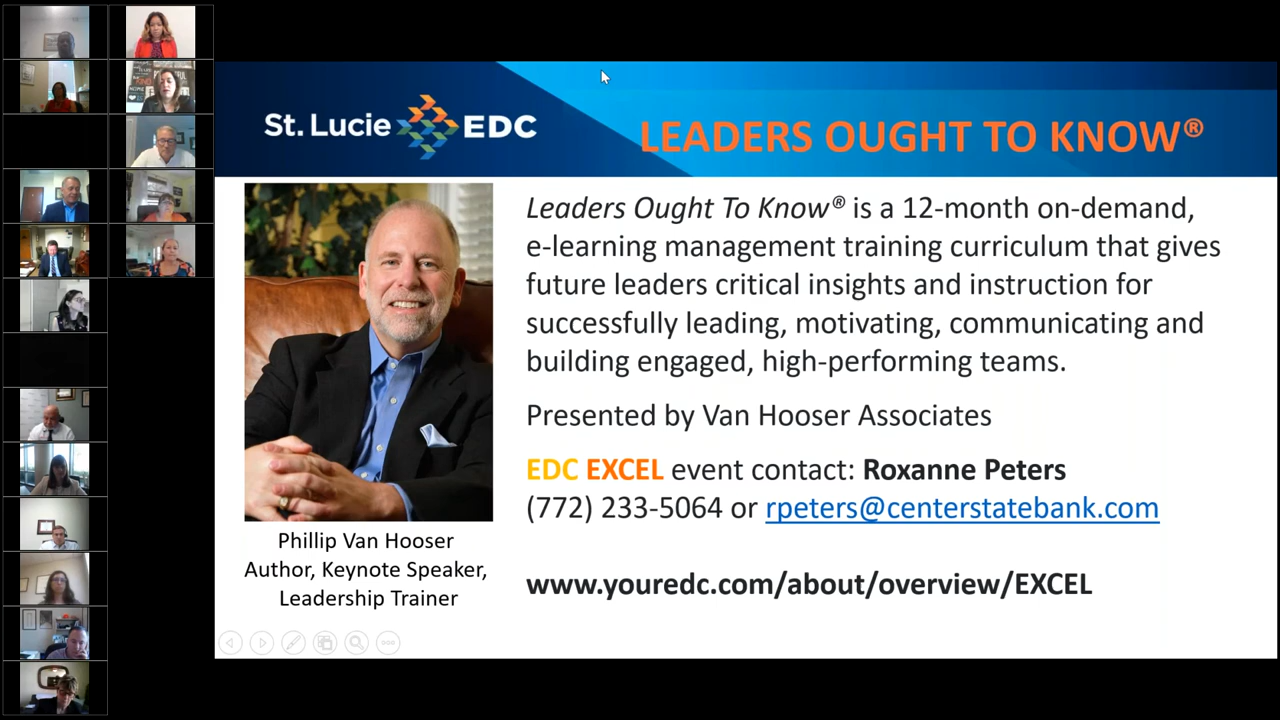 St. Lucie EDC
LEADERS OUGHT TO KNOW®
Leaders Ought To Know® is a 12-month on-demand,
e-learning management training curriculum that gives
future leaders critical insights and instruction for
successfully leading, motivating, communicating and
building engaged, high-performing teams.
Presented by Van Hooser Associates
EDC EXCEL event contact: Roxanne Peters
(772) 233-5064 or rpeters@centerstatebank.com
www.youredc.com/about/overview/EXCEL
Phillip Van Hooser
Author, Keynote Speaker,
Leadership Trainer